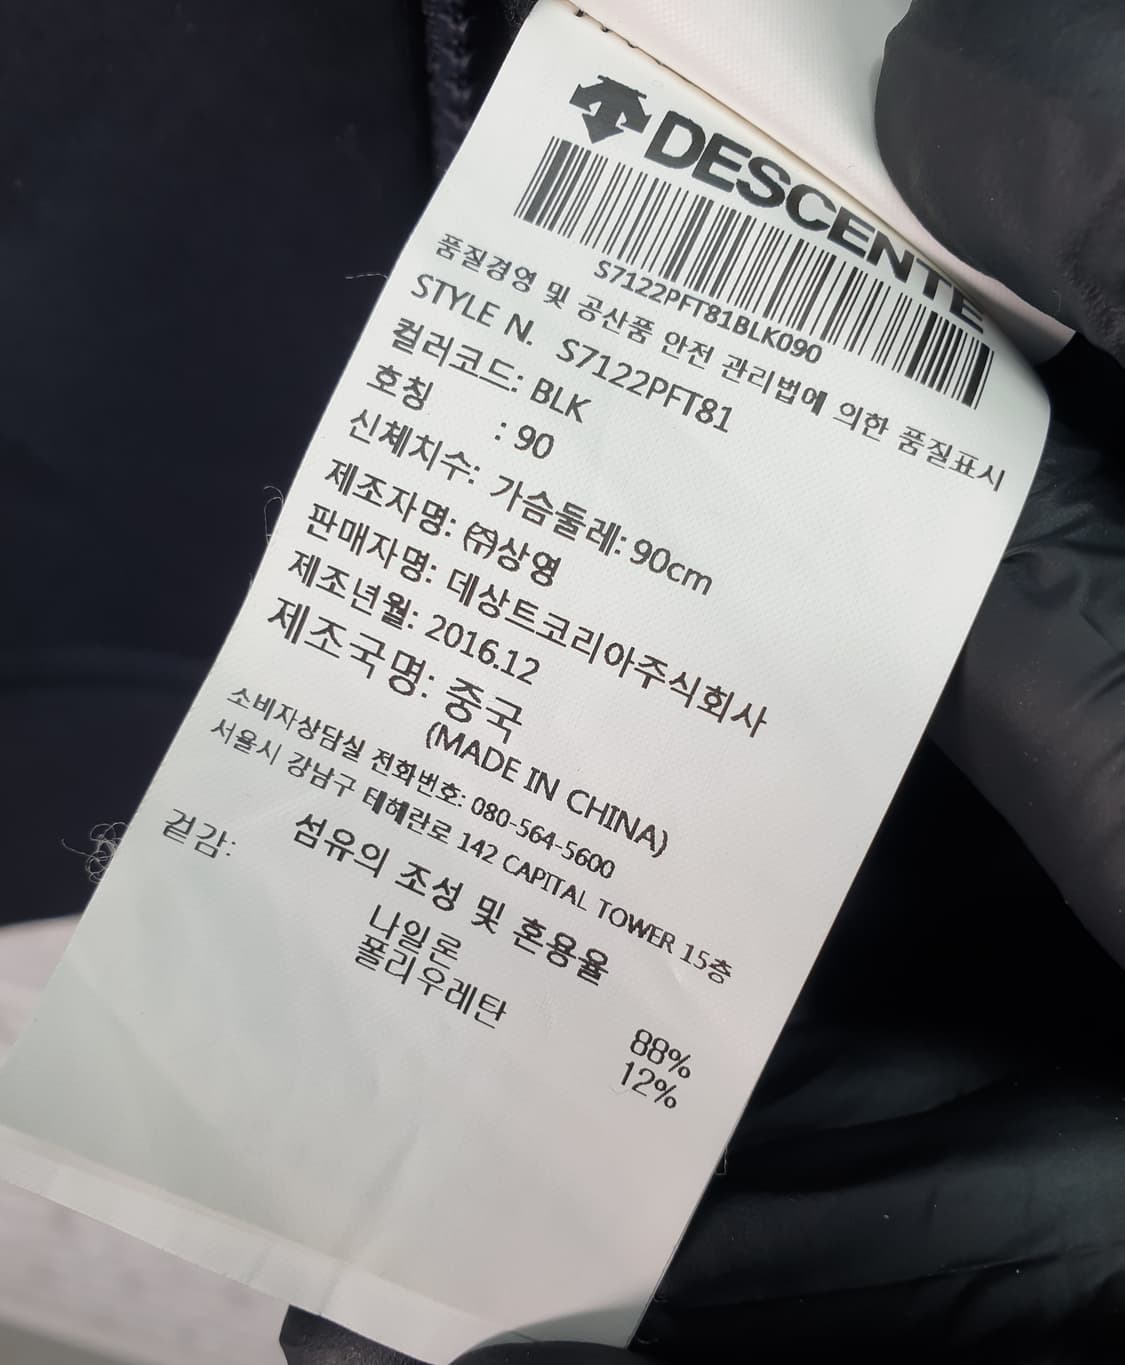 DESCENTE
S7122PFT81BLK090
품질경영 및 공산품 안전 관리법에 의한 품질표시
STYLE N. S7122PFT81
컬러코드: BLK
호칭 : 90
신체치수: 가슴둘레: 90cm
제조자명: ㈜상영
판매자명: 데상트코리아주식회사
제조년월: 2016.12
제조국명: 중국
(MADE IN CHINA)
소비자상담실 전화번호: 080-564-5600
서울시 강남구 테헤란로 142 CAPITAL TOWER 15층
섬유의 조성 및 혼용율
겉감:
나일론 88%
폴리우레탄 12%